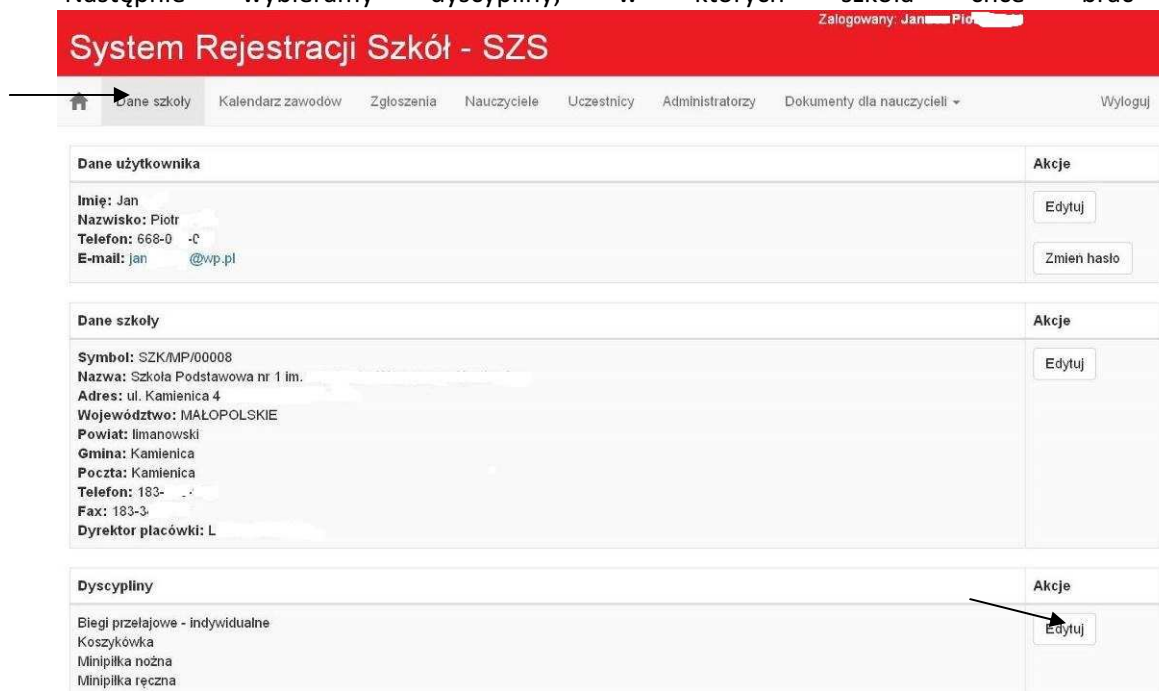 Następnie wybieramy dyscypliny, w których szkoła chce brać
Zalogowany: Jan Pio
System Rejestracji Szkół - SZS
Dane szkoły Kalendarz zawodów Zgłoszenia Nauczyciele Uczestnicy Administratorzy Dokumenty dla nauczycieli Wyloguj
Dane użytkownika Akcje
Imię: Jan Edytuj
Nazwisko: Piotr
Telefon: 668-0
E-mail: jan @wp.pl Zmień hasło
Dane szkoły Akcje
Symbol: SZK/MP/00008 Edytuj
Nazwa: Szkoła Podstawowa nr 1 im.
Adres: ul. Kamienica 4
Województwo: MAŁOPOLSKIE
Powiat: limanowski
Gmina: Kamienica
Poczta: Kamienica
Telefon: 183-
Fax: 183-3
Dyrektor placówki: L
Dyscypliny Akcje
Biegi przełajowe - indywidualne Edytuj
Koszykówka
Minipiłka nożna
Minipiłka ręczna